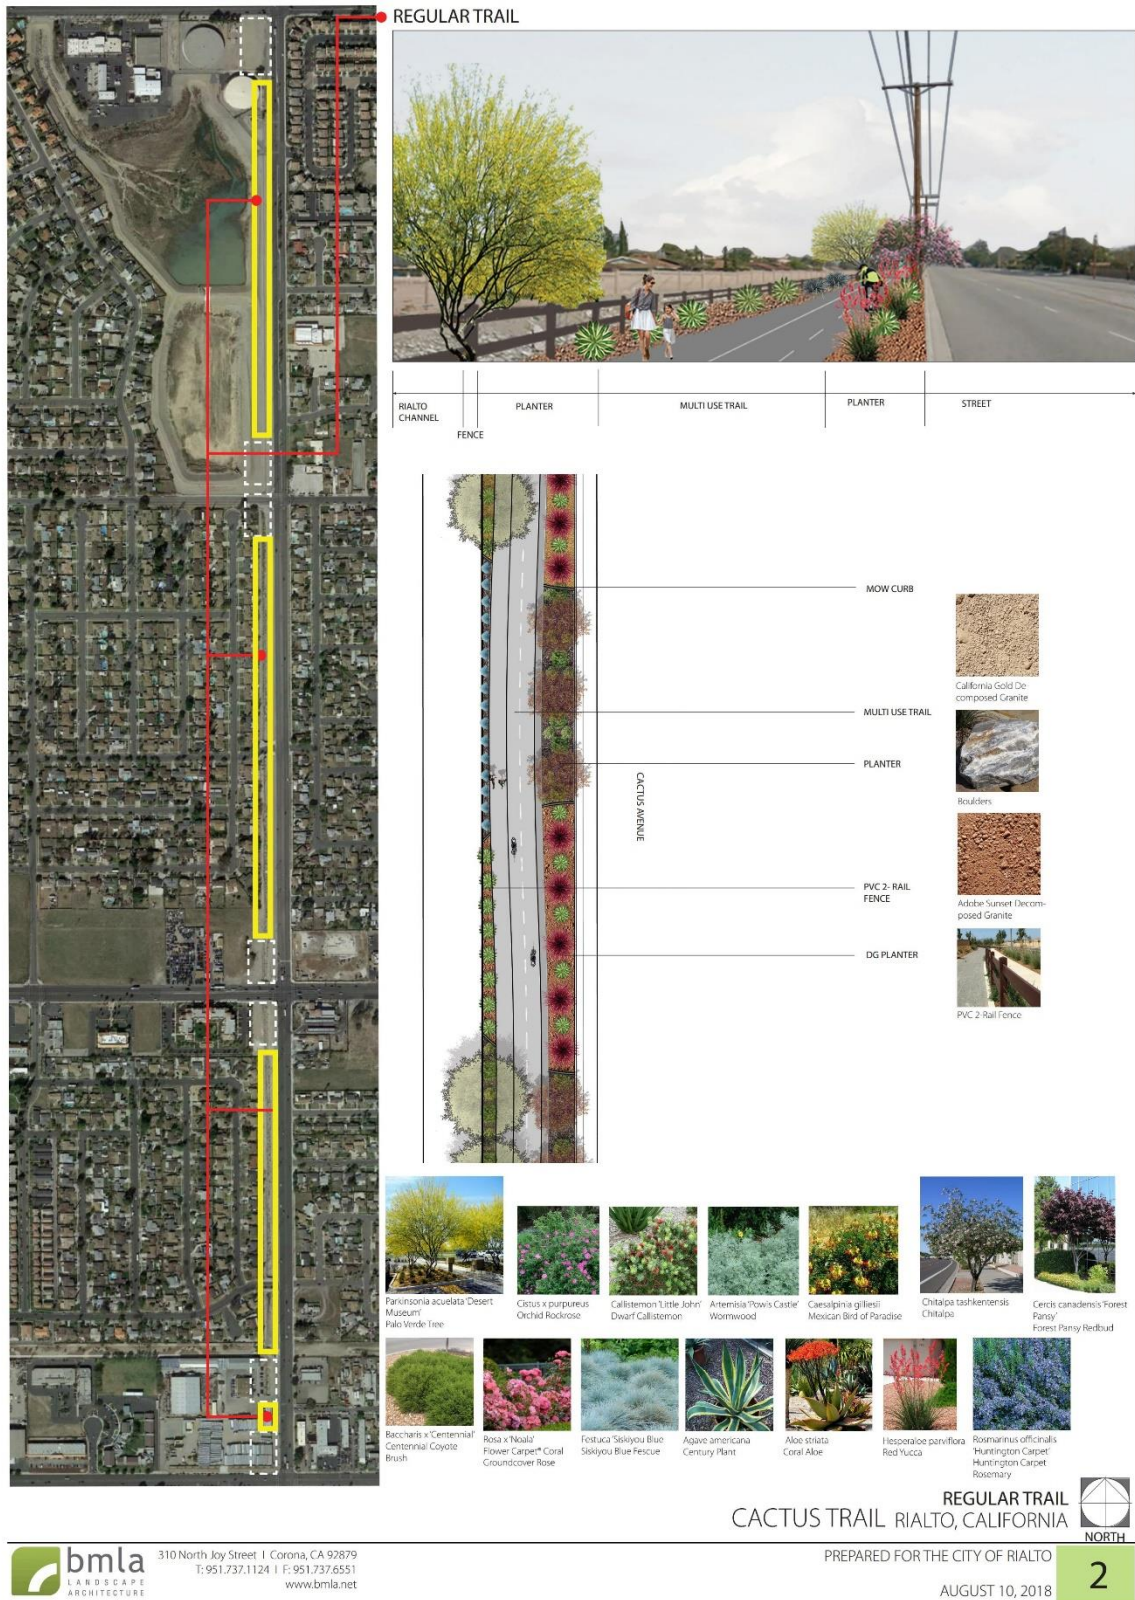 REGULAR TRAIL
RIALTO
CHANNEL
FENCE
PLANTER
MULTI USE TRAIL
PLANTER
STREET
MOW CURB
MULTI USE TRAIL
PLANTER
CACTUS AVENUE
PVC 2- RAIL
FENCE
DG PLANTER
California Gold De-
composed Granite
Boulders
Adobe Sunset Decom-
posed Granite
PVC 2-Rail Fence
Parkinsonia acuelata 'Desert
Museum'
Palo Verde Tree
Cistus x purpureus
Orchid Rockrose
Callistemon 'Little John'
Dwarf Callistemon
Artemisia 'Powis Castle'
Wormwood
Caesalpinia gilliesii
Mexican Bird of Paradise
Chitalpa tashkentensis
Chitalpa
Cercis canadensis 'Forest
Pansy'
Forest Pansy Redbud
Baccharis x 'Centennial'
Centennial Coyote
Brush
Rosa x 'Noala'
Flower Carpet® Coral
Groundcover Rose
Festuca 'Siskiyou Blue
Siskiyou Blue Fescue
Agave americana
Century Plant
Aloe striata
Coral Aloe
Hesperaloe parviflora
Red Yucca
Rosmarinus officinalis
'Huntington Carpet'
Huntington Carpet
Rosemary
REGULAR TRAIL
CACTUS TRAIL RIALTO, CALIFORNIA
NORTH
bmla
LANDSCAPE
ARCHITECTURE
310 North Joy Street | Corona, CA 92879
T: 951.737.1124 | F: 951.737.6551
www.bmla.net
PREPARED FOR THE CITY OF RIALTO
AUGUST 10, 2018
2